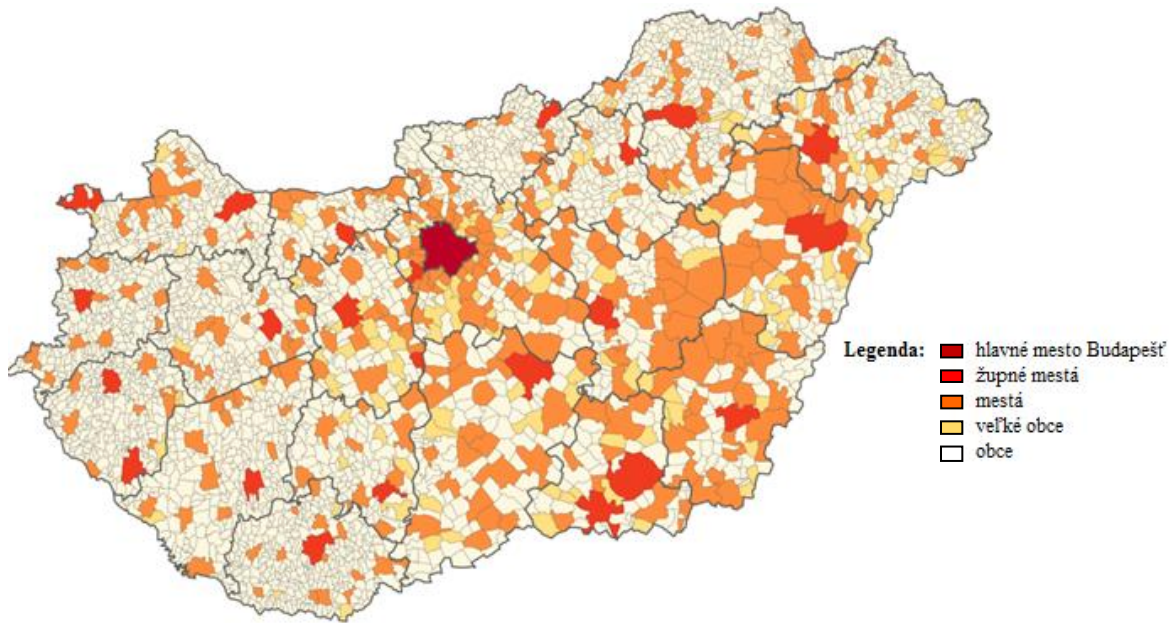 Legenda:
hlavné mesto Budapešť
župné mestá
mestá
veľké obce
obce